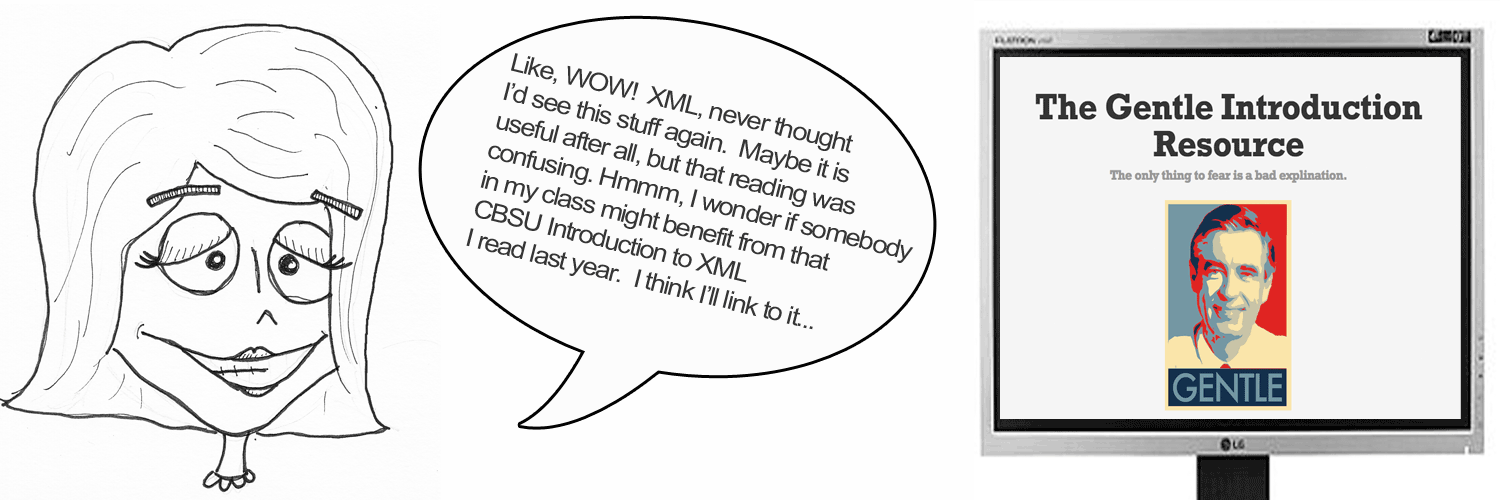 Like, WOW!  XML, never thought
I'd see this stuff again.  Maybe it is
useful after all, but that reading was
confusing. Hmmm, I wonder if somebody
in my class might benefit from that
CBSU Introduction to XML
I read last year.  I think I'll link to it...
FLATRON
The Gentle Introduction
Resource
The only thing to fear is a bad explination.
GENTLE
LG